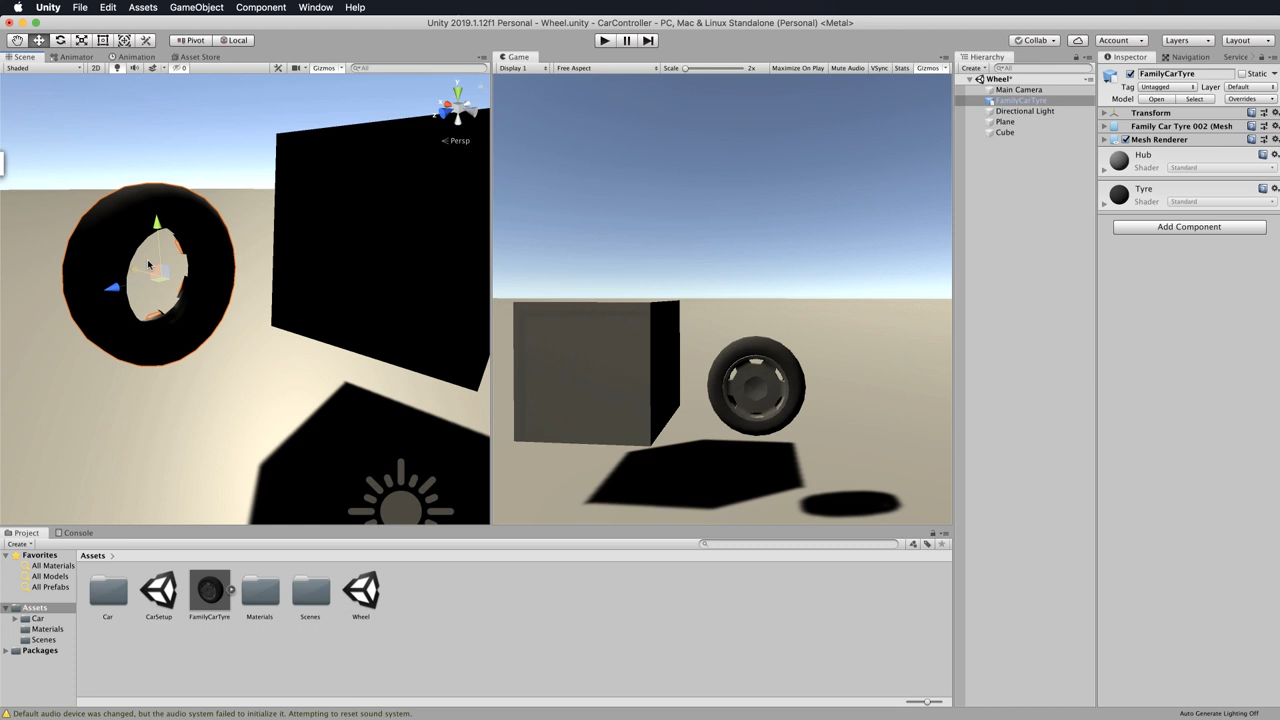 Unity File Edit Assets GameObject Component Window Help
Unity 2019.1.12f1 Personal - Wheel.unity - CarController - PC, Mac & Linux Standalone (Personal) <Metal>
Pivot Local Collab Account Layers Layout
Scene Animator Animation Asset Store
Shaded 2D 0 Gizmos All
y
z
Persp
Game
Display 1 Free Aspect Scale 2x Maximize On Play Mute Audio VSync Stats Gizmos
Hierarchy
Create All
Wheel*
Main Camera
FamilyCarTyre
Directional Light
Plane
Cube
Inspector Navigation Service
FamilyCarTyre Static
Tag Untagged Layer Default
Model Open Select Overrides
Transform
Family Car Tyre 002 (Mesh
Mesh Renderer
Hub
Shader Standard
Tyre
Shader Standard
Add Component
Project Console
Create
Favorites
All Materials
All Models
All Prefabs
Assets
Car
Materials
Scenes
Packages
Assets
Car CarSetup FamilyCarTyre Materials Scenes Wheel
Default audio device was changed, but the audio system failed to initialize it. Attempting to reset sound system.
Auto Generate Lighting Off